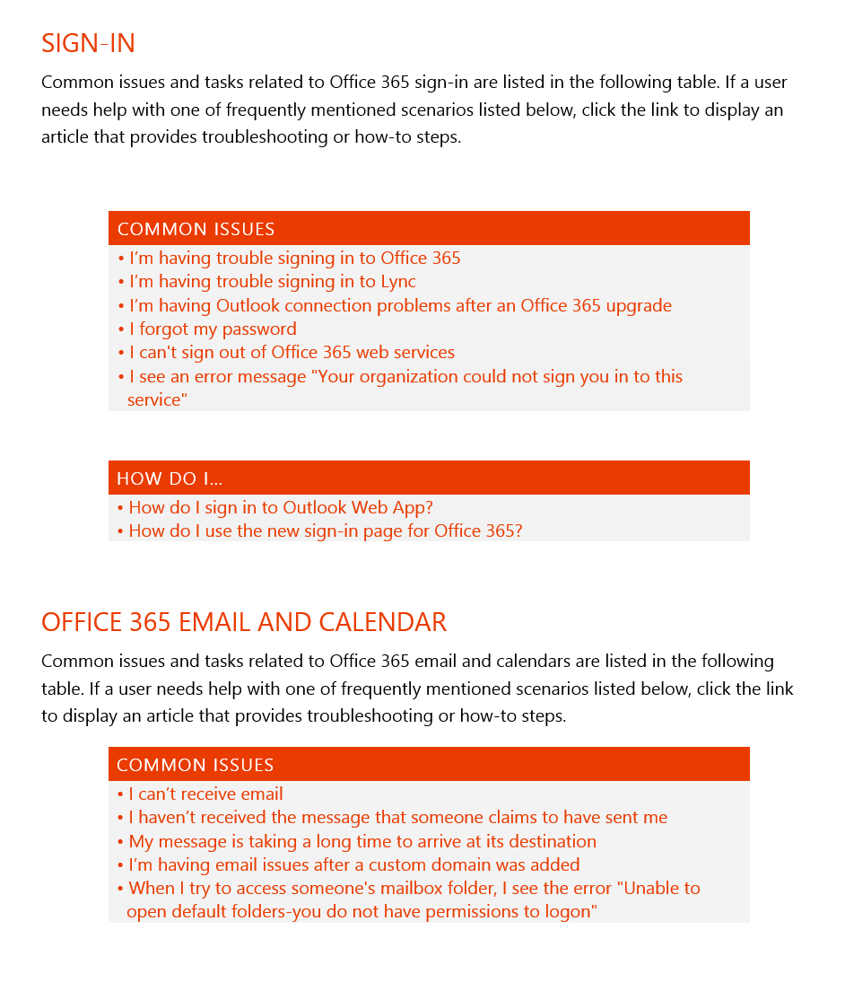 SIGN-IN
Common issues and tasks related to Office 365 sign-in are listed in the following table. If a user
needs help with one of frequently mentioned scenarios listed below, click the link to display an
article that provides troubleshooting or how-to steps.
COMMON ISSUES
• I’m having trouble signing in to Office 365
• I’m having trouble signing in to Lync
• I’m having Outlook connection problems after an Office 365 upgrade
• I forgot my password
• I can't sign out of Office 365 web services
• I see an error message "Your organization could not sign you in to this
service"
HOW DO I…
• How do I sign in to Outlook Web App?
• How do I use the new sign-in page for Office 365?
OFFICE 365 EMAIL AND CALENDAR
Common issues and tasks related to Office 365 email and calendars are listed in the following
table. If a user needs help with one of frequently mentioned scenarios listed below, click the link
to display an article that provides troubleshooting or how-to steps.
COMMON ISSUES
• I can’t receive email
• I haven’t received the message that someone claims to have sent me
• My message is taking a long time to arrive at its destination
• I’m having email issues after a custom domain was added
• When I try to access someone's mailbox folder, I see the error "Unable to
open default folders-you do not have permissions to logon"